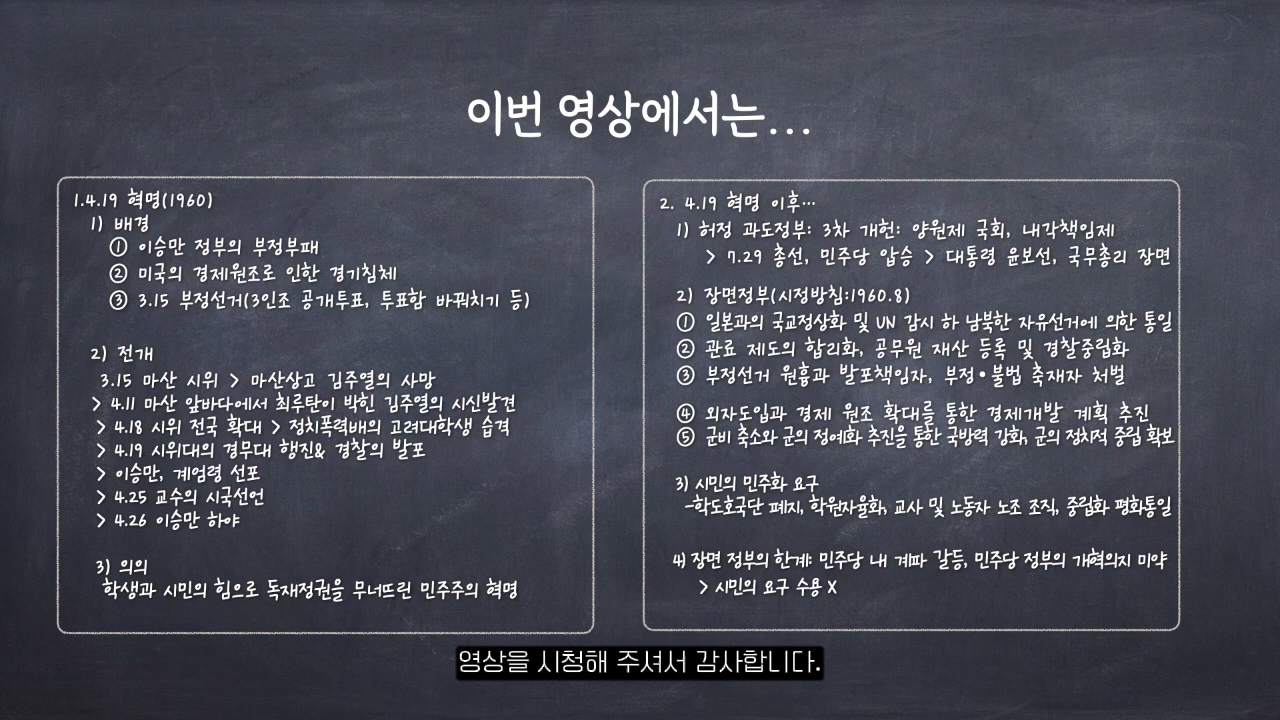 이번 영상에서는...
1.4.19 혁명(1960)
1) 배경
① 이승만 정부의 부정부패
② 미국의 경제원조로 인한 경기침체
③ 3.15 부정선거(3인조 공개투표, 투표함 바꿔치기 등)
2) 전개
3.15 마산 시위 > 마산상고 김주열의 사망
> 4.11 마산 앞바다에서 최루탄이 박힌 김주열의 시신발견
> 4.18 시위 전국 확대 > 정치폭력배의 고려대학생 습격
> 4.19 시위대의 경무대 행진& 경찰의 발포
> 이승만, 계엄령 선포
> 4.25 교수의 시국선언
> 4.26 이승만 하야
3) 의의
학생과 시민의 힘으로 독재정권을 무너뜨린 민주주의 혁명
2. 4.19 혁명 이후...
1) 허정 과도정부: 3차 개헌: 양원제 국회, 내각책임제
> 7.29 총선, 민주당 압승 > 대통령 윤보선, 국무총리 장면
2) 장면정부(시정방침:1960.8)
① 일본과의 국교정상화 및 UN 감시 하 남북한 자유선거에 의한 통일
② 관료 제도의 합리화, 공무원 재산 등록 및 경찰중립화
③ 부정선거 원흉과 발포책임자, 부정•불법 축재자 처벌
④ 외자도입과 경제 원조 확대를 통한 경제개발 계획 추진
⑤ 군비 축소와 군의 정예화 추진을 통한 국방력 강화, 군의 정치적 중립 확보
3) 시민의 민주화 요구
-학도호국단 폐지, 학원자율화, 교사 및 노동자 노조 조직, 중립화 평화통일
4) 장면 정부의 한계: 민주당 내 계파 갈등, 민주당 정부의 개혁의지 미약
> 시민의 요구 수용 X
영상을 시청해 주셔서 감사합니다.